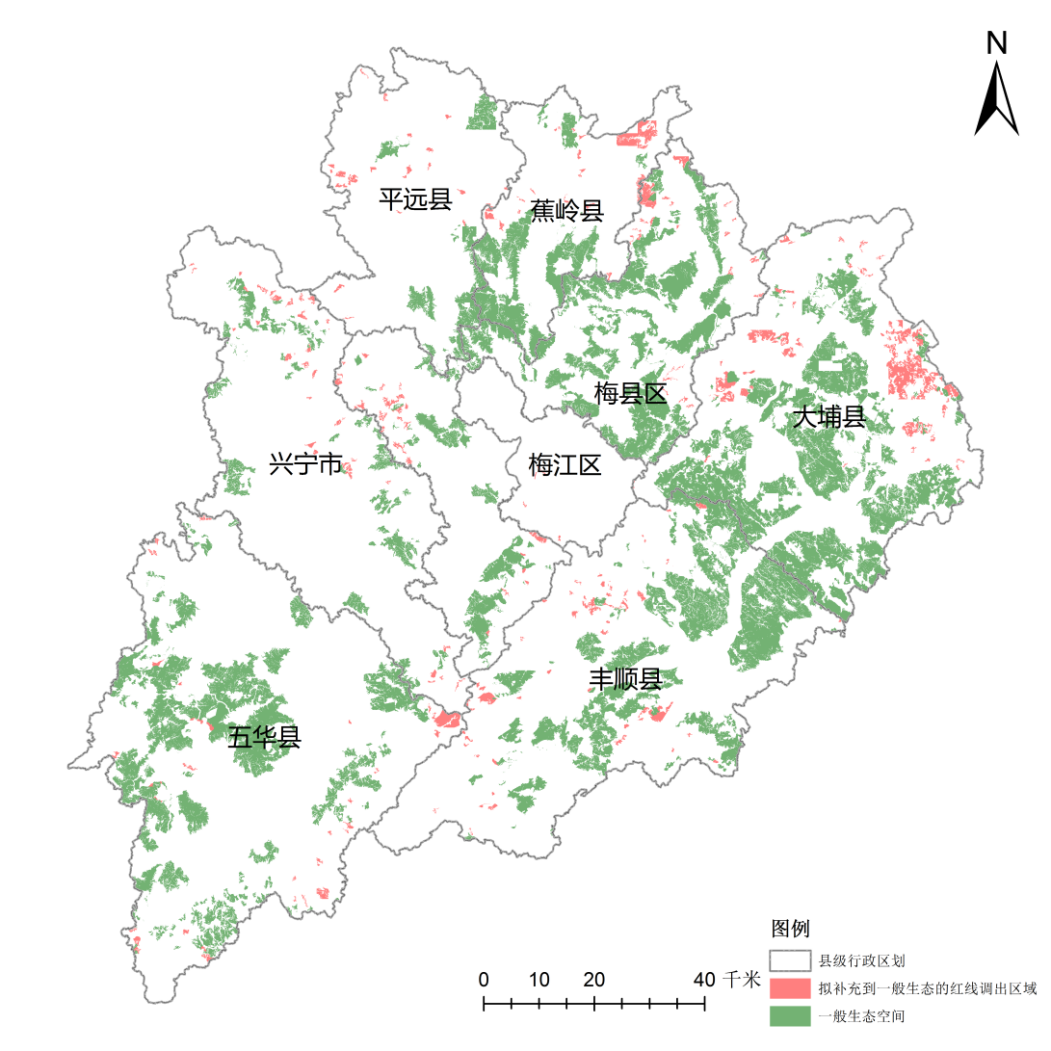 N
平远县
蕉岭县
梅县区
大埔县
兴宁市
梅江区
丰顺县
五华县
图例
县级行政区划
0 10 20 40 千米
拟补充到一般生态的红线调出区域
一般生态空间